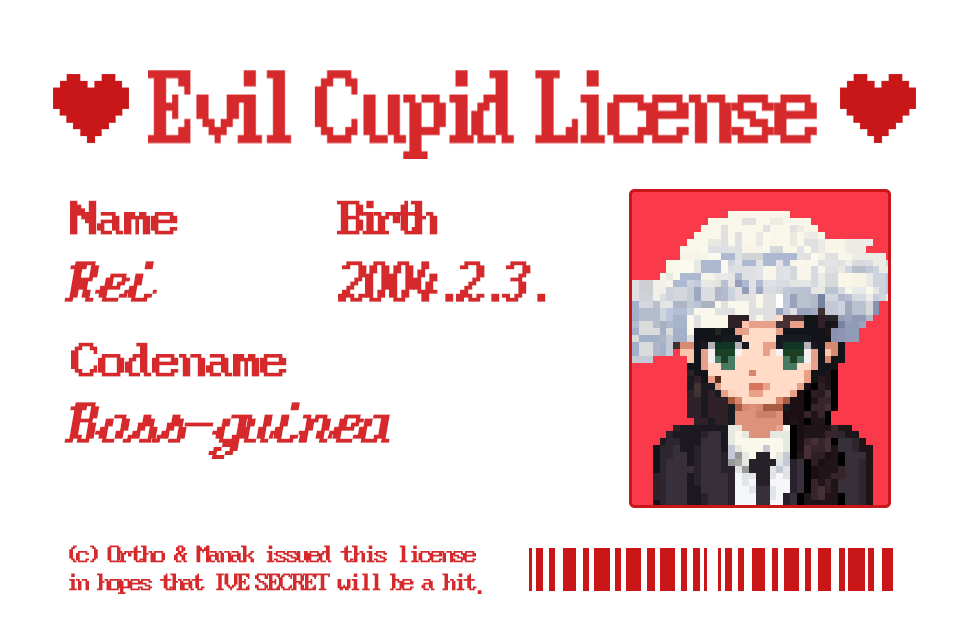 Evil Cupid License
Name
Rei
Birth
2004.2.3.
Codename
Boss-guinea
(c) Ortho & Manak issued this license
in hopes that IVE SECRET will be a hit.